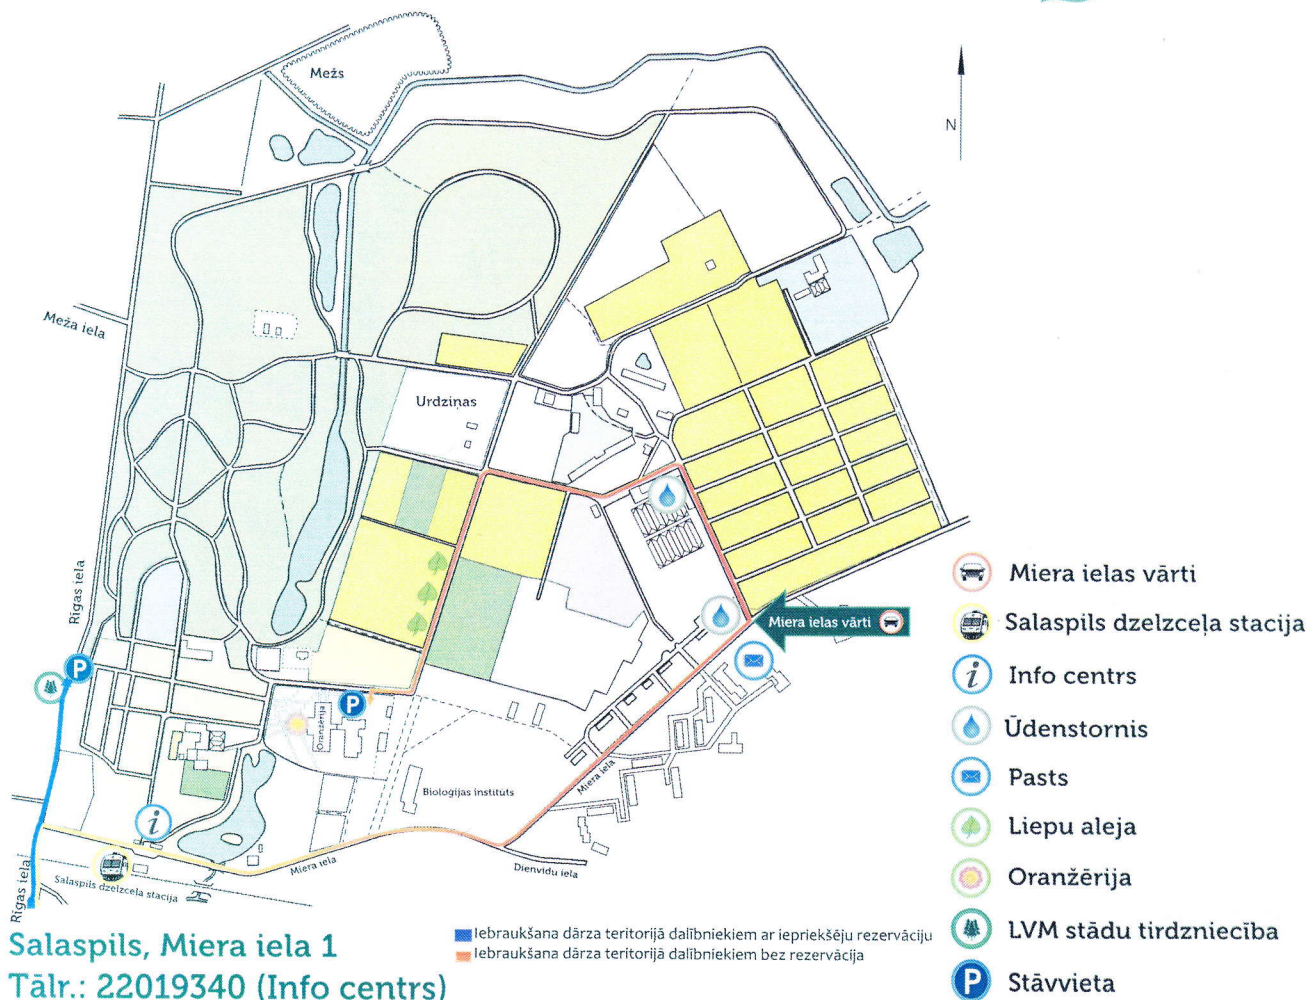 Mežs
N
Meža iela
Urdziņas
Rīgas iela
Miera ielas vārti
P
P
Oranžērija
i
Bioloģijas institūts
Miera iela
Miera iela
Dienvidu iela
Salaspils dzelzceļa stacija
Rīgas iela
Miera ielas vārti
Salaspils dzelzceļa stacija
i Info centrs
Ūdenstornis
Pasts
Liepu aleja
Oranžērija
LVM stādu tirdzniecība
P Stāvvieta
Iebraukšana dārza teritorijā dalībniekiem ar iepriekšēju rezervāciju
Iebraukšana dārza teritorijā dalībniekiem bez rezervācija
Salaspils, Miera iela 1
Tālr.: 22019340 (Info centrs)